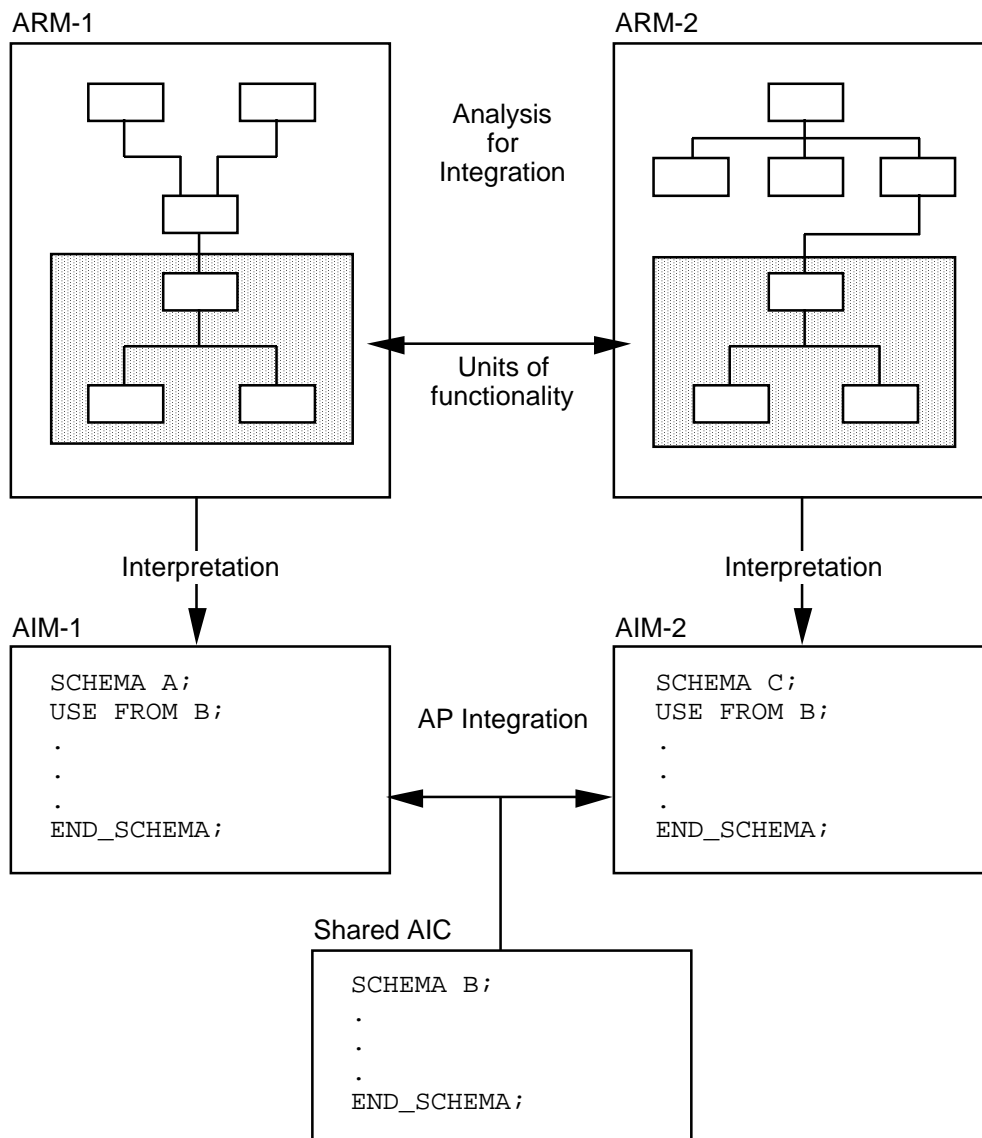 ARM-1
ARM-2
Analysis
for
Integration
Units of
functionality
Interpretation
Interpretation
AIM-1
AIM-2
SCHEMA A;
USE FROM B;
.
.
.
END_SCHEMA;
AP Integration
SCHEMA C;
USE FROM B;
.
.
.
END_SCHEMA;
Shared AIC
SCHEMA B;
.
.
.
END_SCHEMA;